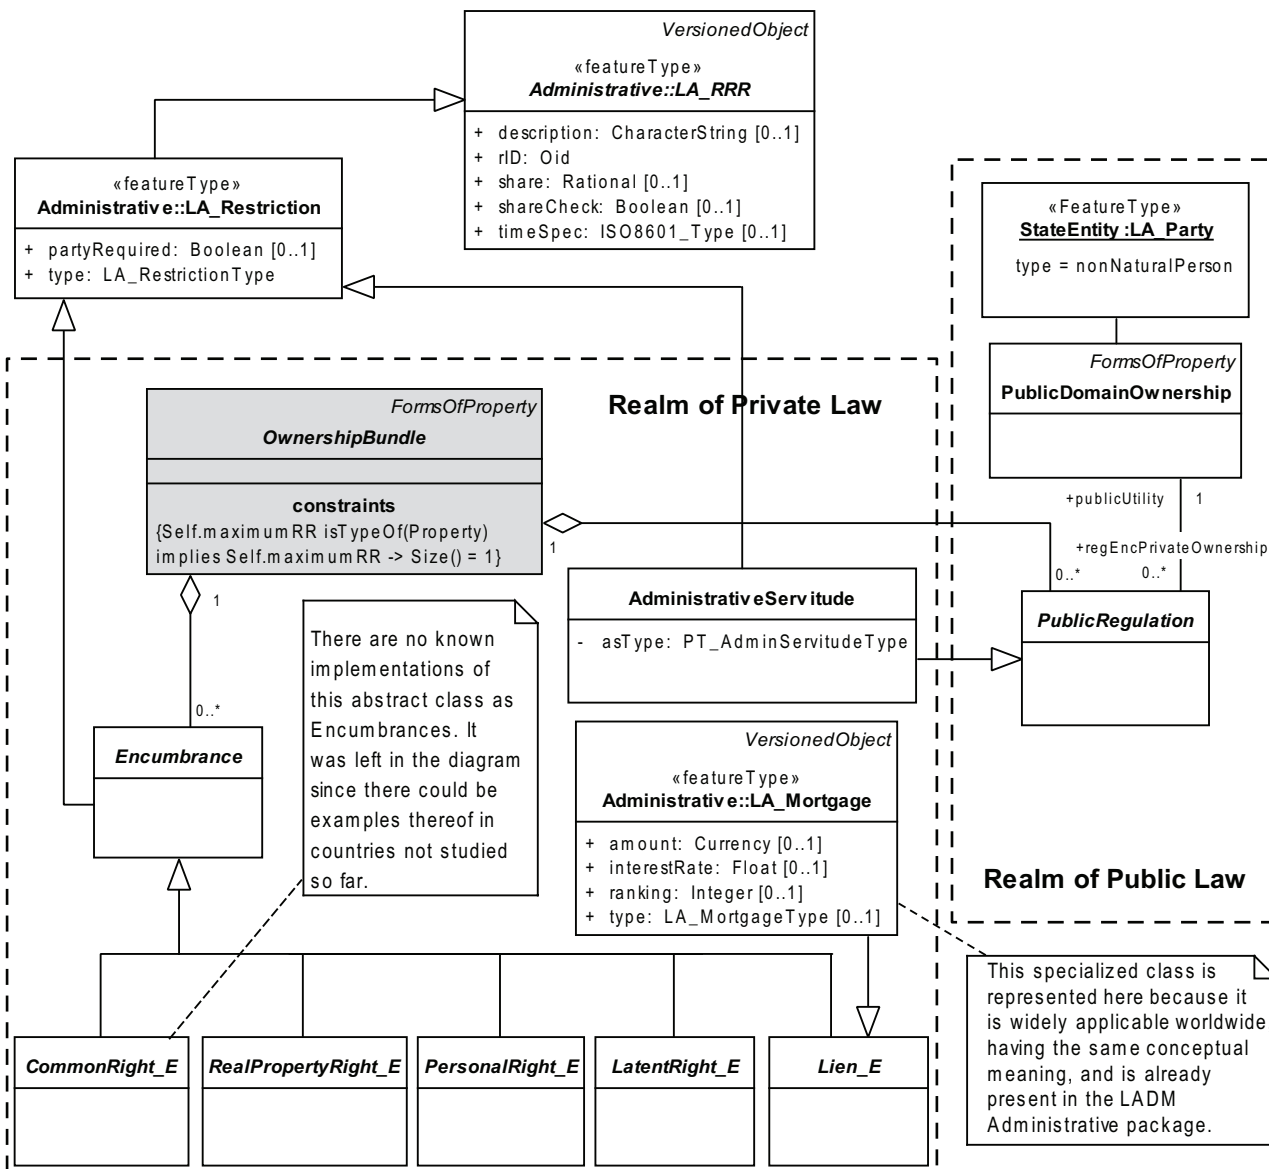 VersionedObject
«featureType»
Administrative::LA_RRR
+ description: CharacterString [0..1]
+ rID: Oid
+ share: Rational [0..1]
+ shareCheck: Boolean [0..1]
+ timeSpec: ISO8601_Type [0..1]
«featureType»
Administrative::LA_Restriction
+ partyRequired: Boolean [0..1]
+ type: LA_RestrictionType
«FeatureType»
StateEntity :LA_Party
type = nonNaturalPerson
FormsOfProperty
PublicDomainOwnership
+publicUtility 1
+regEncPrivateOwnership
0..* 0..*
PublicRegulation
Realm of Private Law
FormsOfProperty
OwnershipBundle
constraints
{Self.maximumRR isTypeOf(Property)
implies Self.maximumRR -> Size() = 1}
1
1
0..*
There are no known
implementations of
this abstract class as
Encumbrances. It
was left in the diagram
since there could be
examples thereof in
countries not studied
so far.
AdministrativeServitude
- asType: PT_AdminServitudeType
Encumbrance
VersionedObject
«featureType»
Administrative::LA_Mortgage
+ amount: Currency [0..1]
+ interestRate: Float [0..1]
+ ranking: Integer [0..1]
+ type: LA_MortgageType [0..1]
Realm of Public Law
This specialized class is
represented here because it
is widely applicable worldwide
having the same conceptual
meaning, and is already
present in the LADM
Administrative package.
CommonRight_E
RealPropertyRight_E
PersonalRight_E
LatentRight_E
Lien_E